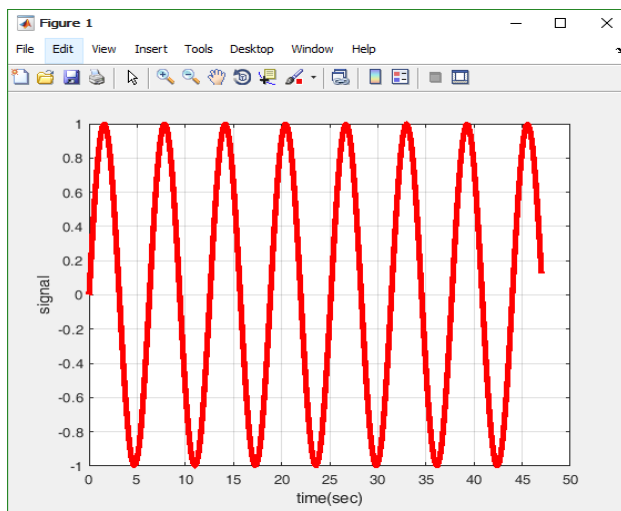 Figure 1
File Edit View Insert Tools Desktop Window Help
1
0.8
0.6
0.4
0.2
0
-0.2
-0.4
-0.6
-0.8
-1
signal
0 5 10 15 20 25 30 35 40 45 50
time(sec)